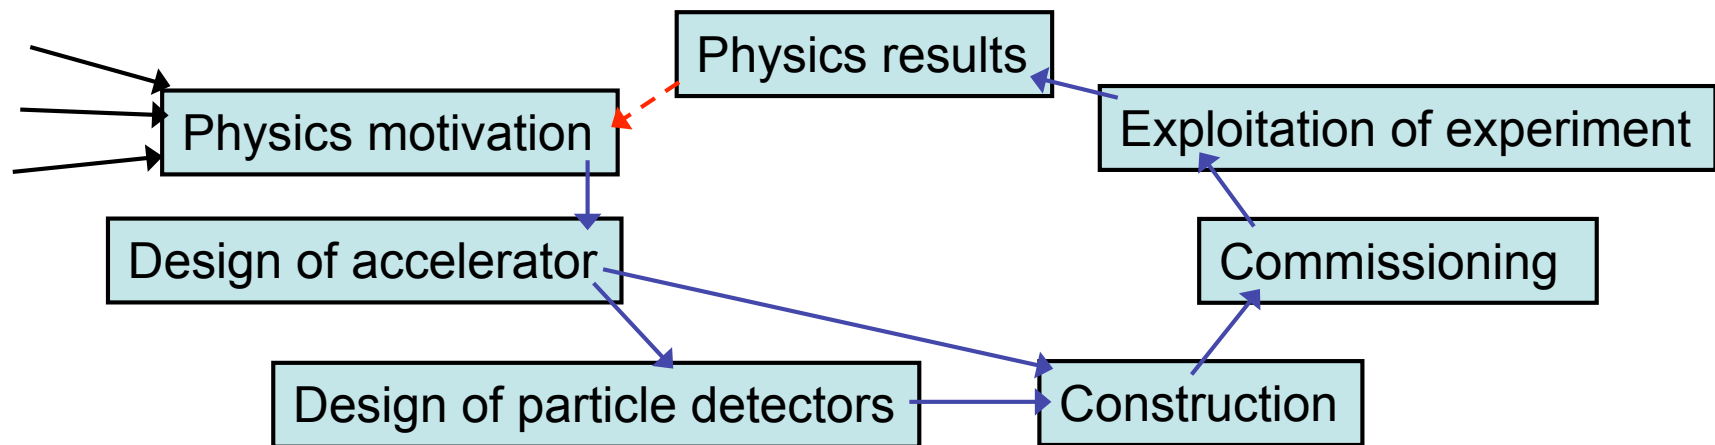 Physics results
Physics motivation
Exploitation of experiment
Design of accelerator
Commissioning
Design of particle detectors
Construction